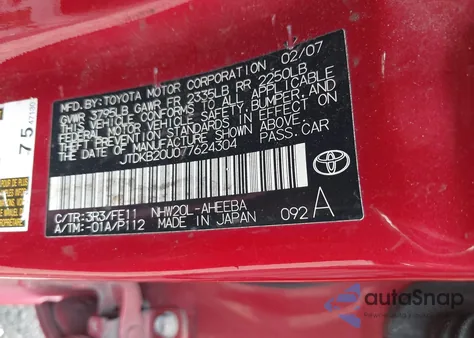 MFD.BY:TOYOTA MOTOR CORPORATION 02/07
GVWR 3795LB GAWR FR 2335LB RR 2250LB
THIS VEHICLE CONFORMS TO ALL APPLICABLE
FEDERAL MOTOR VEHICLE SAFETY,BUMPER,AND
THEFT PREVENTION STANDARDS IN EFFECT ON
THE DATE OF MANUFACTURE SHOWN ABOVE.
JTDKB20U077624304 PASS.CAR
TOYOTA
C/TR:3R3/FE11 NHW20L-AHEEBA
A/TM:-01A/P112 MADE IN JAPAN 092 A
75
autoSnap